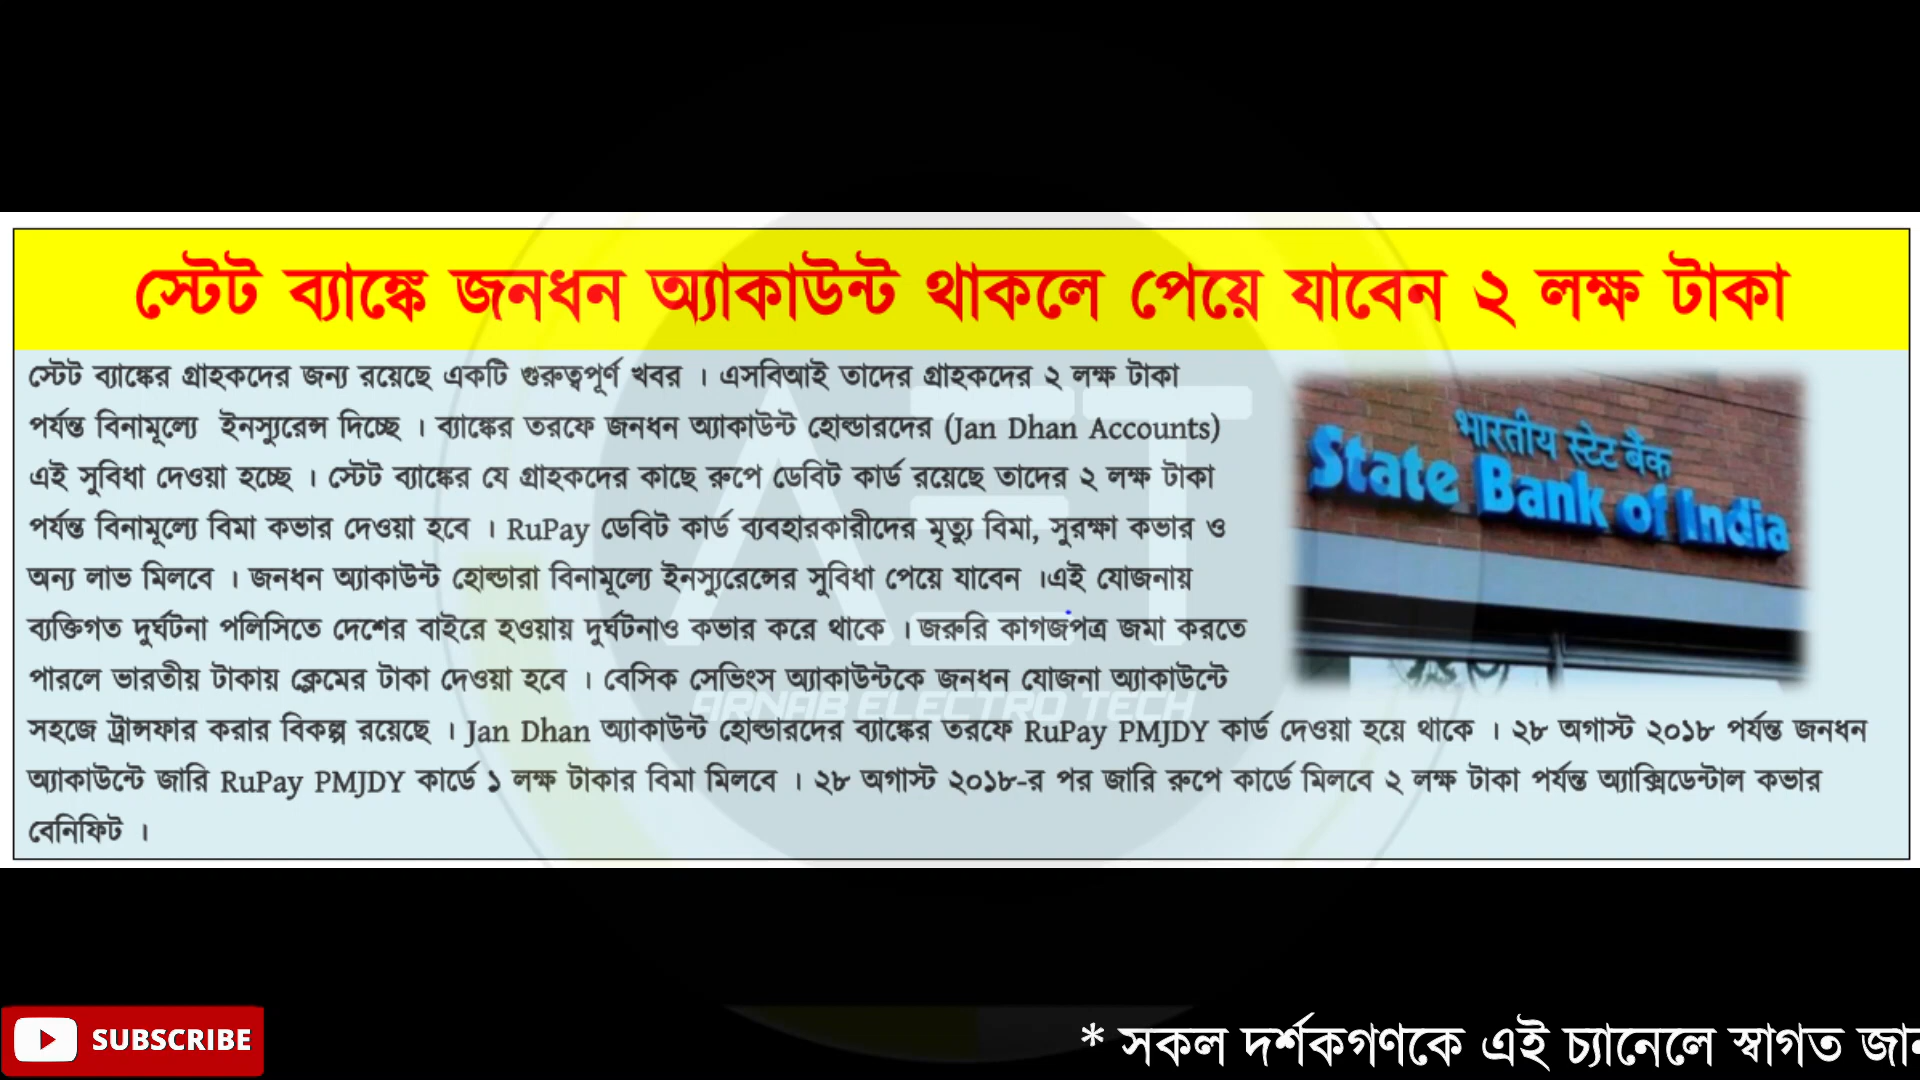 স্টেট ব্যাঙ্কে জনধন অ্যাকাউন্ট থাকলে পেয়ে যাবেন ২ লক্ষ টাকা
স্টেট ব্যাঙ্কের গ্রাহকদের জন্য রয়েছে একটি গুরুত্বপূর্ণ খবর । এসবিআই তাদের গ্রাহকদের ২ লক্ষ টাকা
পর্যন্ত বিনামূল্যে ইনস্যুরেন্স দিচ্ছে । ব্যাঙ্কের তরফে জনধন অ্যাকাউন্ট হোল্ডারদের (Jan Dhan Accounts)
এই সুবিধা দেওয়া হচ্ছে । স্টেট ব্যাঙ্কের যে গ্রাহকদের কাছে রুপে ডেবিট কার্ড রয়েছে তাদের ২ লক্ষ টাকা
পর্যন্ত বিনামূল্যে বিমা কভার দেওয়া হবে । RuPay ডেবিট কার্ড ব্যবহারকারীদের মৃত্যু বিমা, সুরক্ষা কভার ও
অন্য লাভ মিলবে । জনধন অ্যাকাউন্ট হোল্ডারা বিনামূল্যে ইনস্যুরেন্সের সুবিধা পেয়ে যাবেন ।এই যোজনায়
ব্যক্তিগত দুর্ঘটনা পলিসিতে দেশের বাইরে হওয়ায় দুর্ঘটনাও কভার করে থাকে । জরুরি কাগজপত্র জমা করতে
পারলে ভারতীয় টাকায় ক্লেমের টাকা দেওয়া হবে । বেসিক সেভিংস অ্যাকাউন্টকে জনধন যোজনা অ্যাকাউন্টে
সহজে ট্রান্সফার করার বিকল্প রয়েছে । Jan Dhan অ্যাকাউন্ট হোল্ডারদের ব্যাঙ্কের তরফে RuPay PMJDY কার্ড দেওয়া হয়ে থাকে । ২৮ অগাস্ট ২০১৮ পর্যন্ত জনধন
অ্যাকাউন্টে জারি RuPay PMJDY কার্ডে ১ লক্ষ টাকার বিমা মিলবে । ২৮ অগাস্ট ২০১৮-র পর জারি রুপে কার্ডে মিলবে ২ লক্ষ টাকা পর্যন্ত অ্যাক্সিডেন্টাল কভার
বেনিফিট ।
भारतीय स्टेट बैंक
State Bank of India
AET
ARNAB ELECTRO TECH
SUBSCRIBE
* সকল দর্শকগণকে এই চ্যানেলে স্বাগত